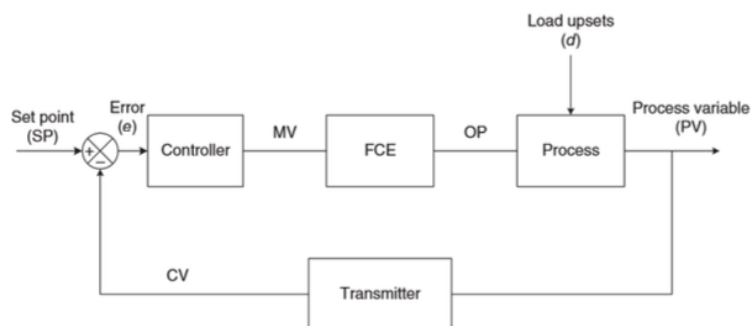 Load upsets
(d)
Set point
(SP)
Error
(e)
MV
OP
Process variable
(PV)
+
−
Controller
FCE
Process
CV
Transmitter